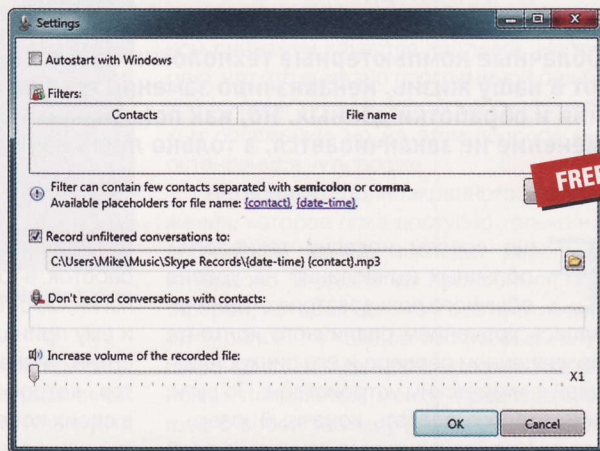 Settings
Autostart with Windows
Filters:
Contacts File name
Filter can contain few contacts separated with semicolon or comma.
Available placeholders for file name: {contact}, {date-time}.
FREE
Record unfiltered conversations to:
C:\Users\Mike\Music\Skype Records\{date-time} {contact}.mp3
Don't record conversations with contacts:
Increase volume of the recorded file:
X1
OK Cancel